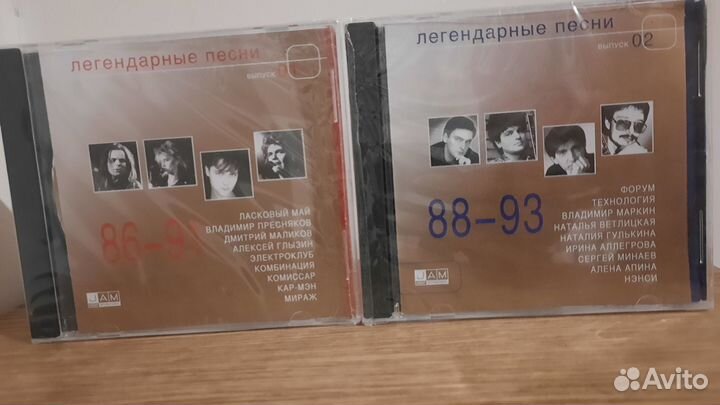 легендарные песни
выпуск
86-9
ЛАСКОВЫЙ МАЙ
ВЛАДИМИР ПРЕСНЯКОВ
ДМИТРИЙ МАЛИКОВ
АЛЕКСЕЙ ГЛЫЗИН
ЭЛЕКТРОКЛУБ
КОМБИНАЦИЯ
КОМИССАР
КАР-МЭН
МИРАЖ
JAM
легендарные песни
выпуск 02
88-93
ФОРУМ
ТЕХНОЛОГИЯ
ВЛАДИМИР МАРКИН
НАТАЛЬЯ ВЕТЛИЦКАЯ
НАТАЛИЯ ГУЛЬКИНА
ИРИНА АЛЛЕГРОВА
СЕРГЕЙ МИНАЕВ
АЛЕНА АПИНА
НЭНСИ
JAM
Avito